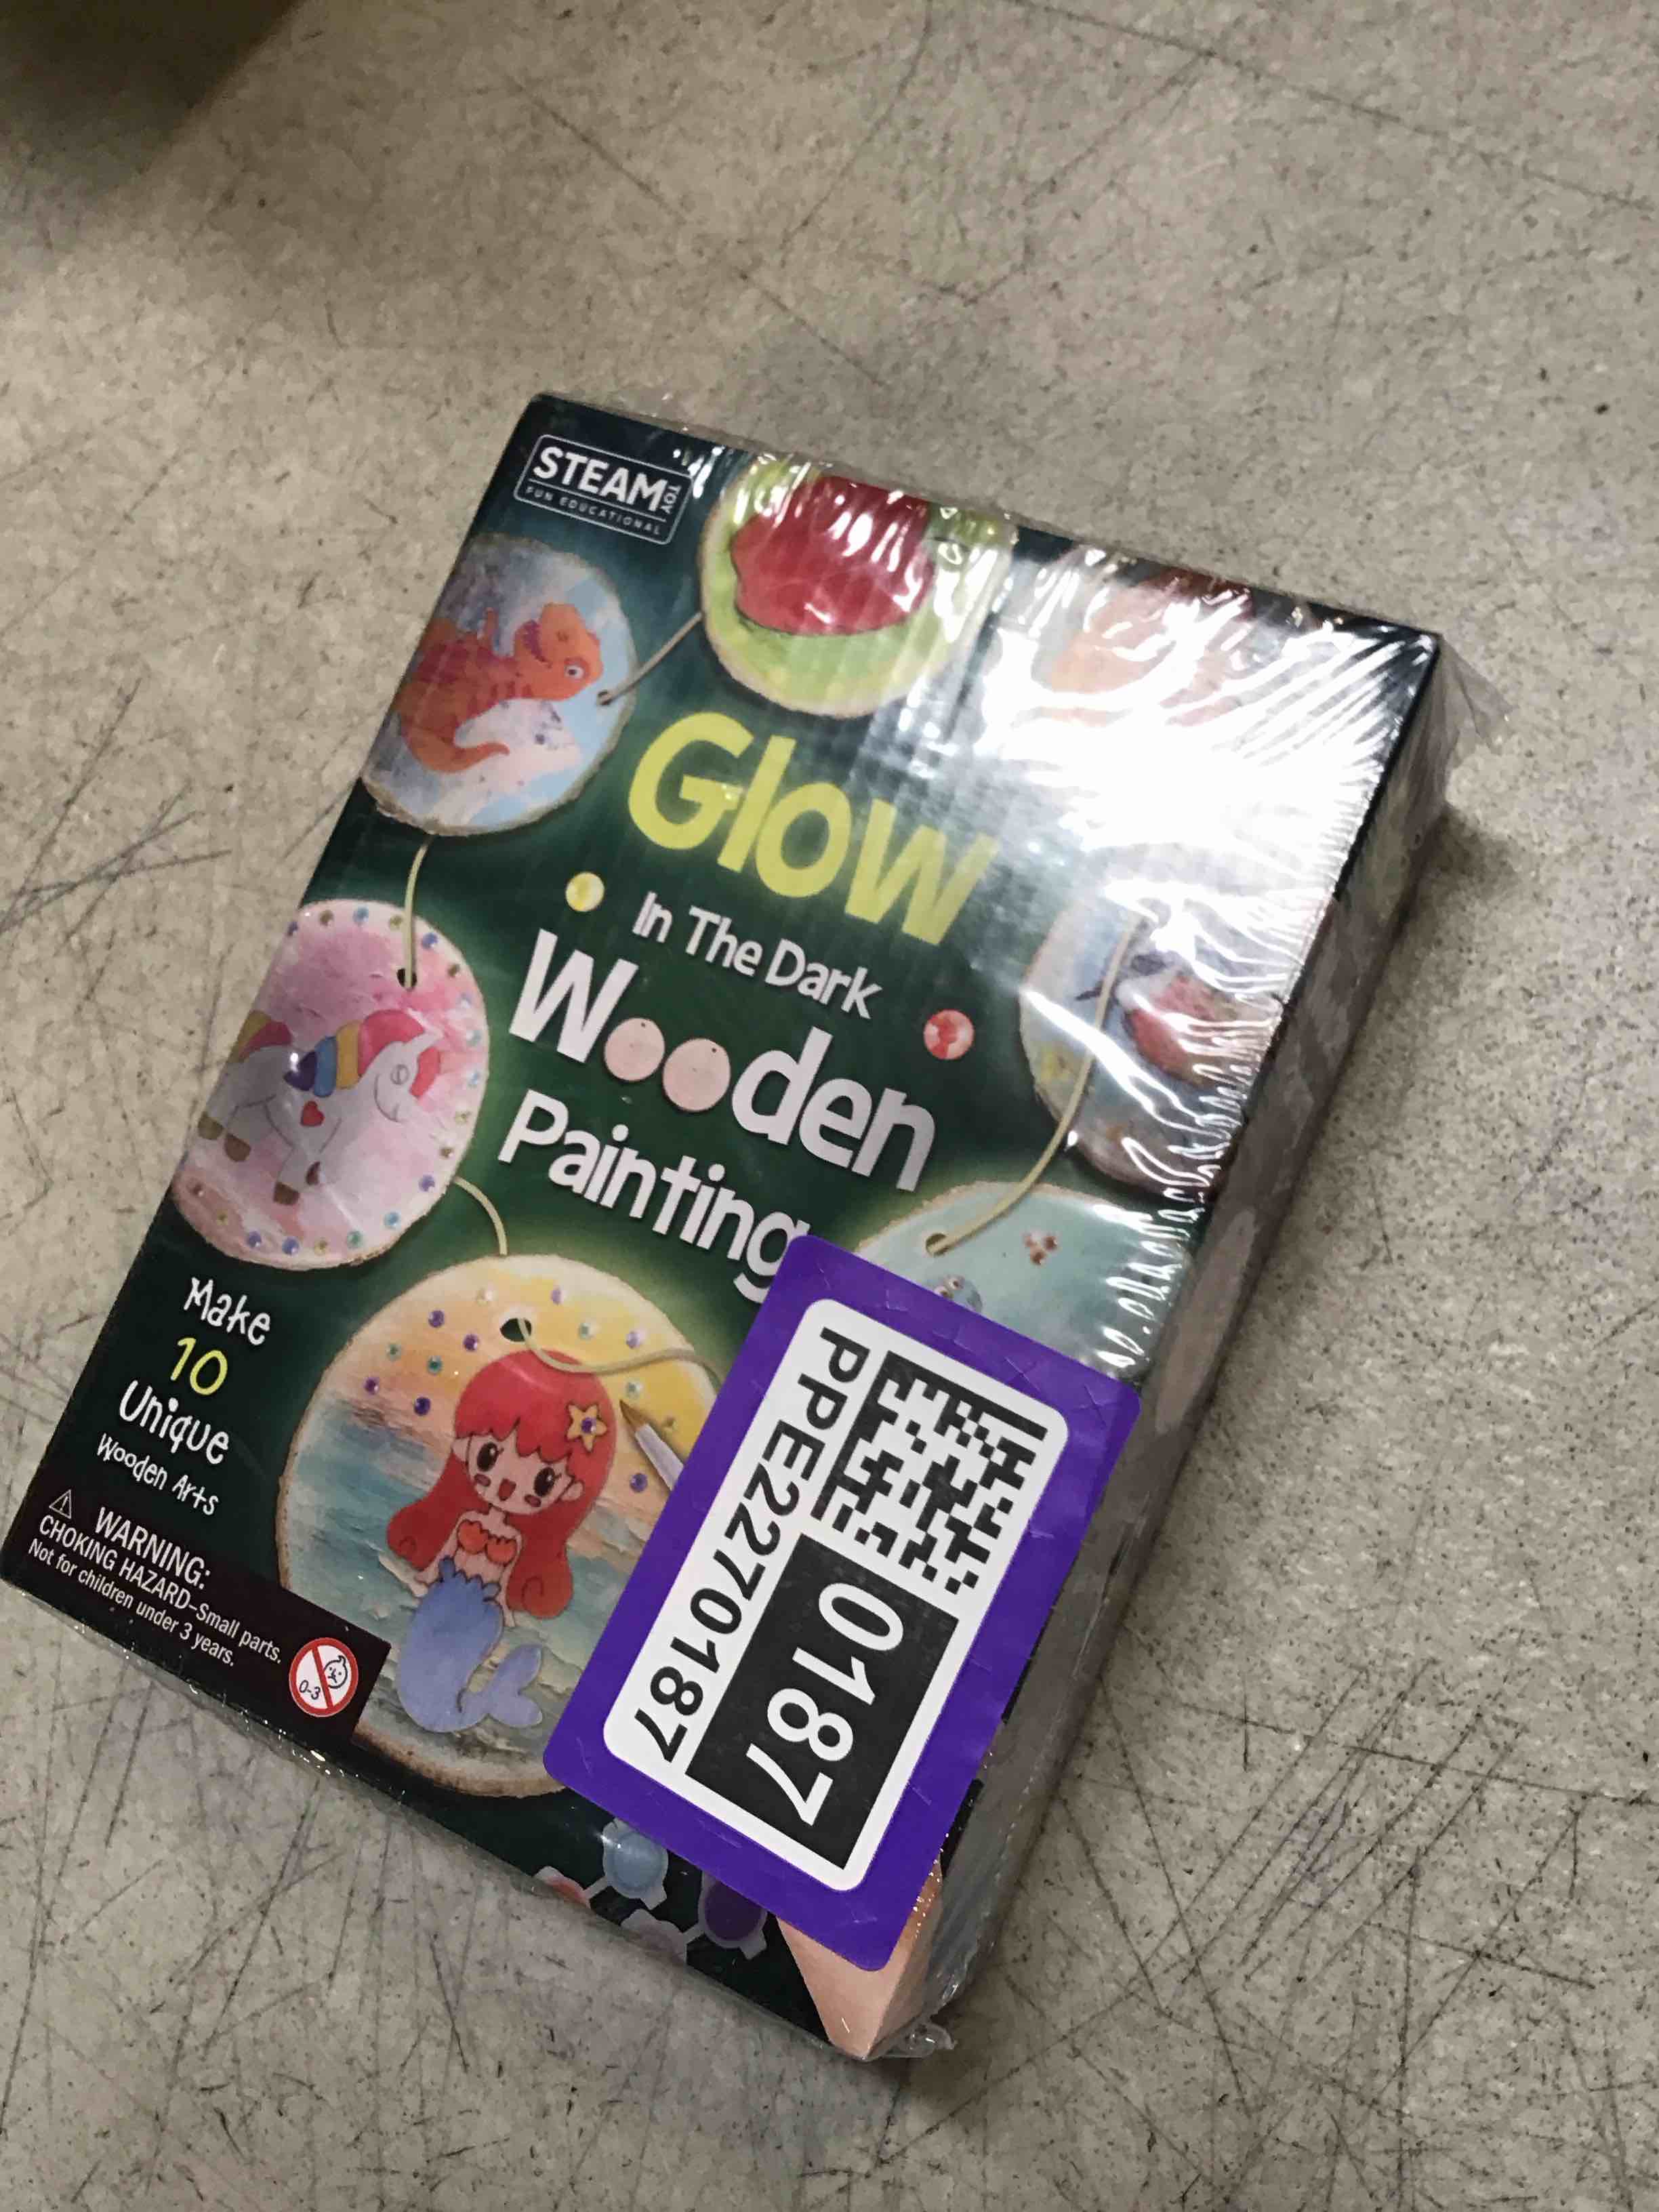 STEAM TOY
FUN EDUCATIONAL
Glow
In The Dark
Wooden
Painting
Make
10
Unique
Wooden Arts
WARNING:
CHOKING HAZARD–Small parts.
Not for children under 3 years.
0-3
0187
PPE2270187